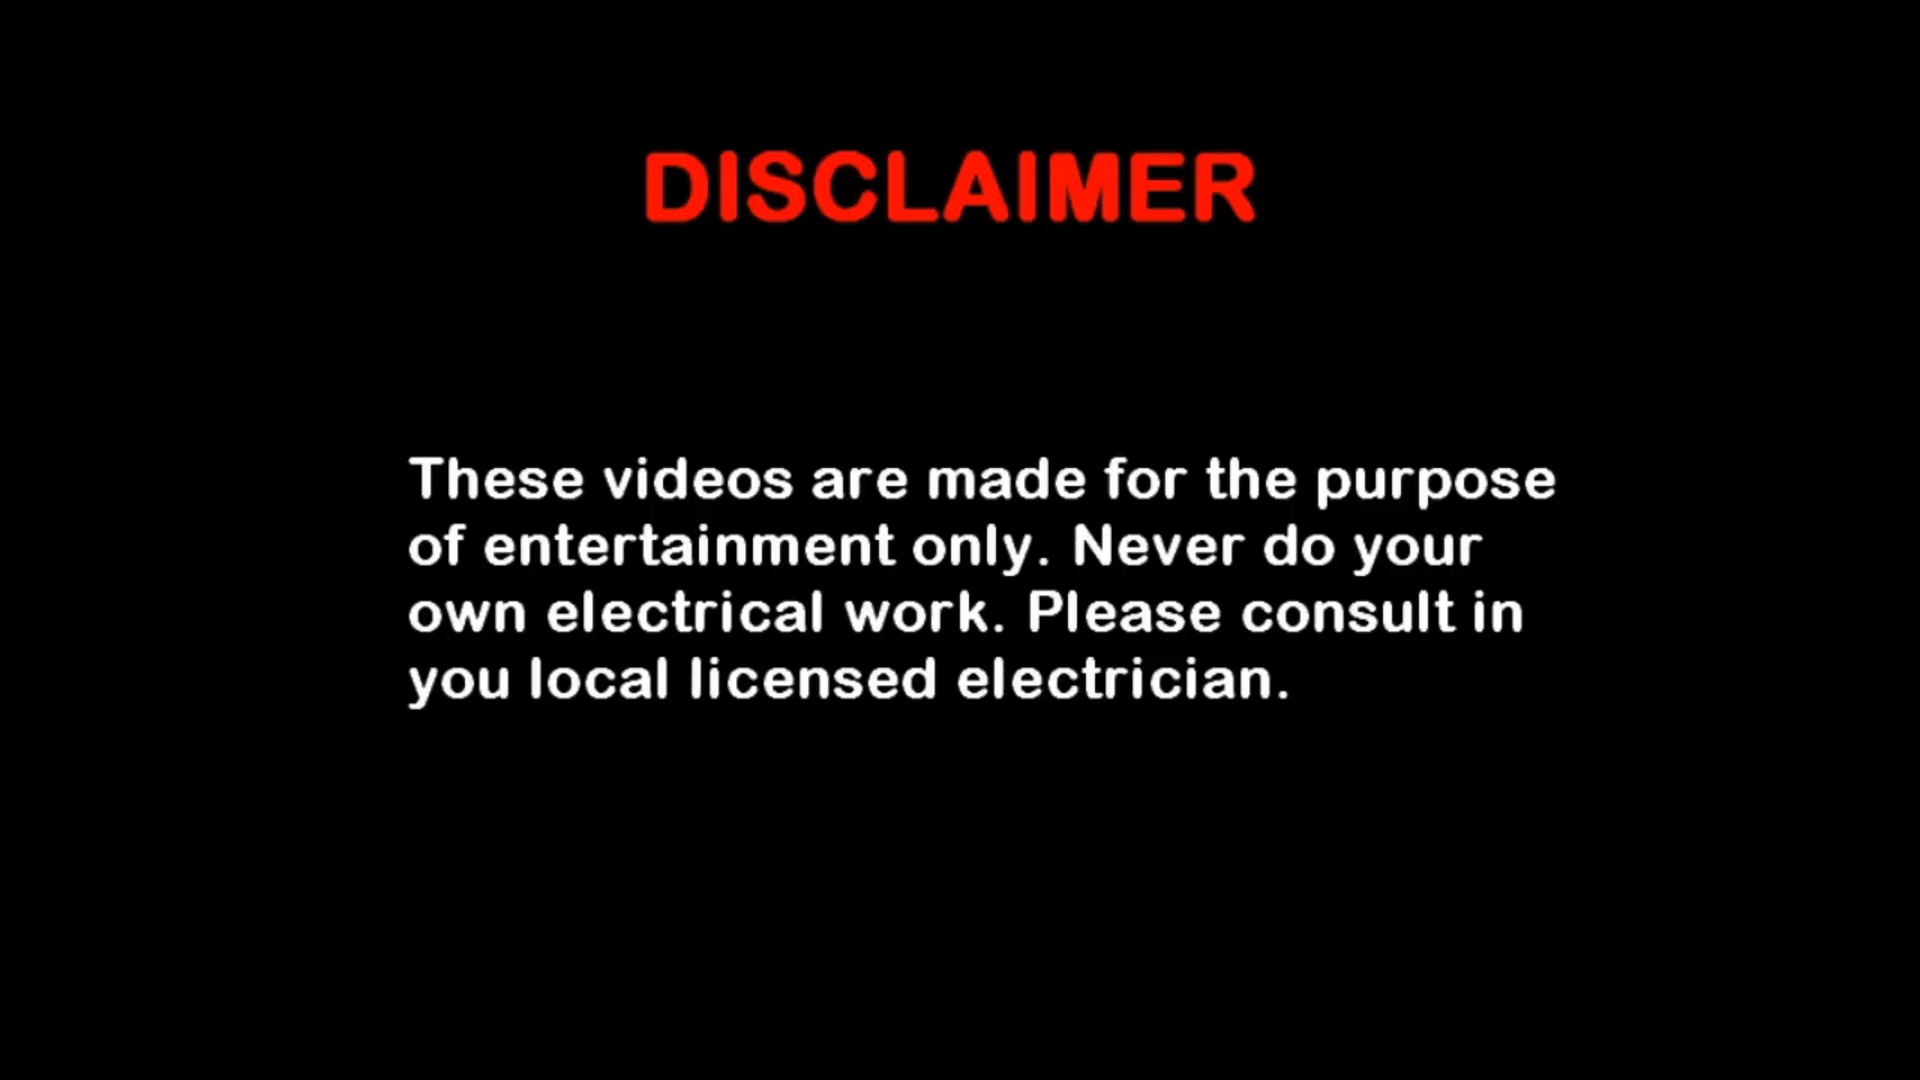 DISCLAIMER
These videos are made for the purpose
of entertainment only. Never do your
own electrical work. Please consult in
you local licensed electrician.